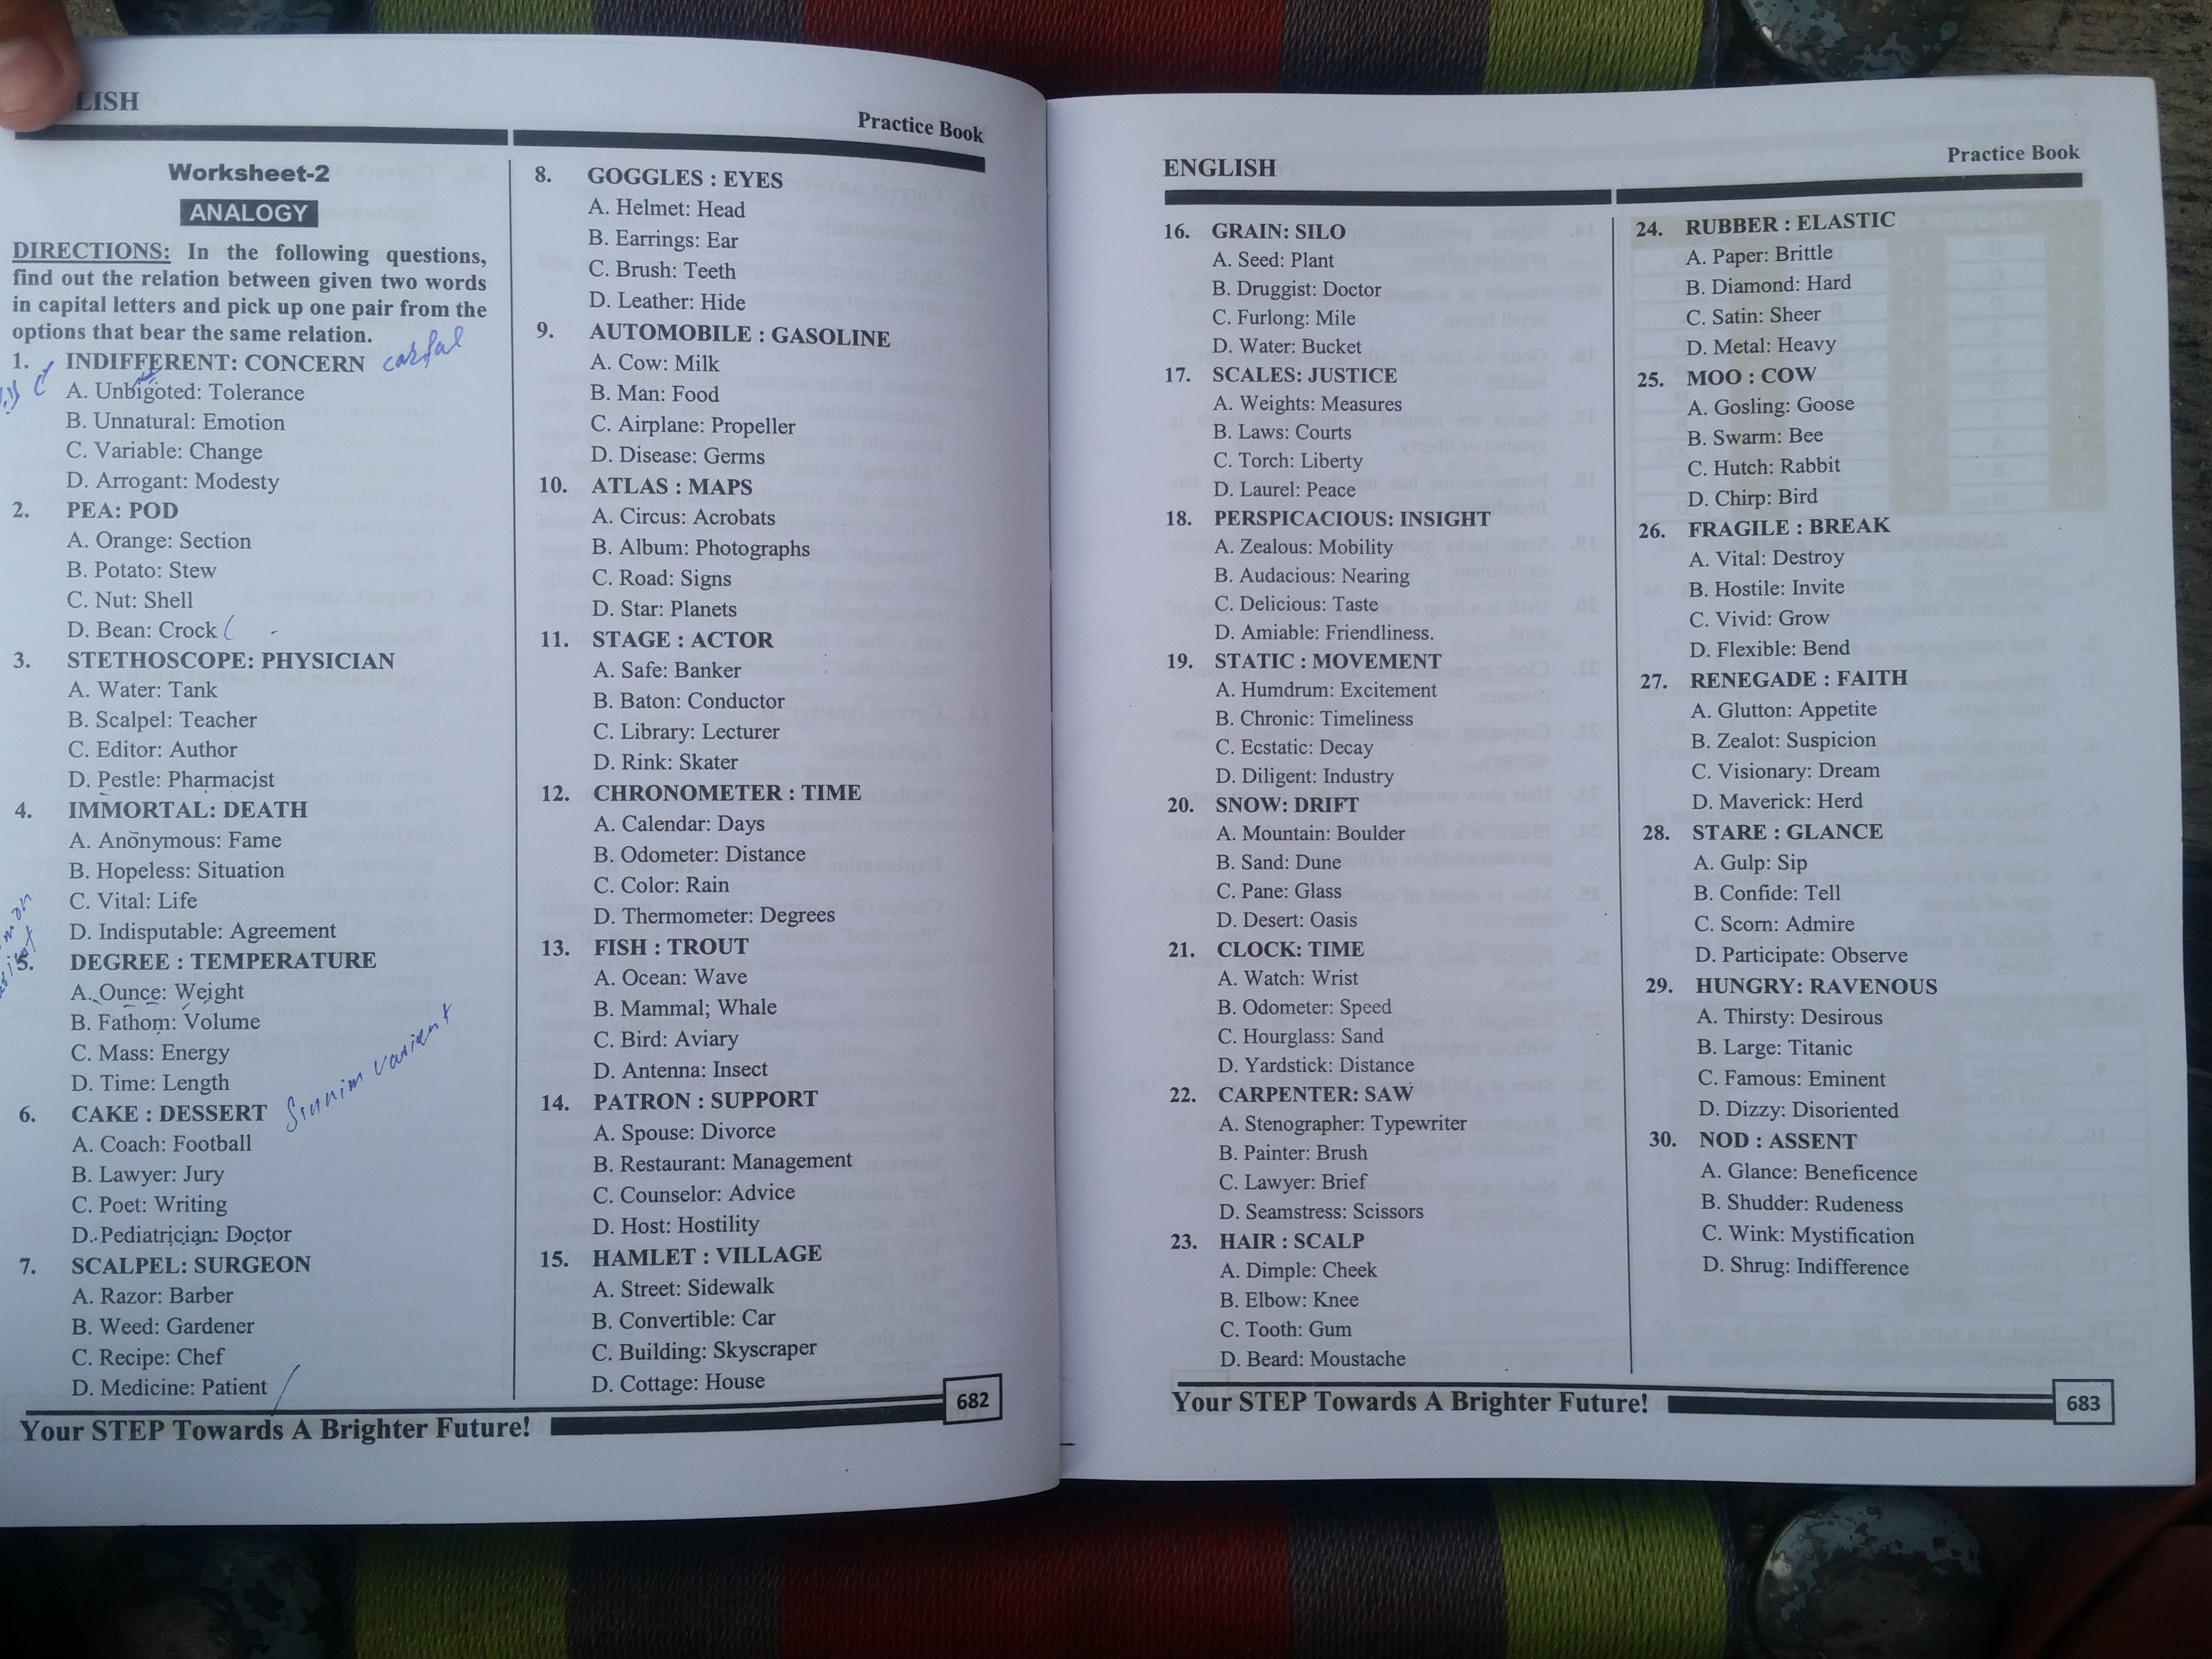 LISH
Practice Book
Worksheet-2
ANALOGY
DIRECTIONS: In the following questions,
find out the relation between given two words
in capital letters and pick up one pair from the
options that bear the same relation.
1. INDIFFERENT: CONCERN
A. Unbigoted: Tolerance
B. Unnatural: Emotion
C. Variable: Change
D. Arrogant: Modesty
2. PEA: POD
A. Orange: Section
B. Potato: Stew
C. Nut: Shell
D. Bean: Crock
3. STETHOSCOPE: PHYSICIAN
A. Water: Tank
B. Scalpel: Teacher
C. Editor: Author
D. Pestle: Pharmacist
4. IMMORTAL: DEATH
A. Anonymous: Fame
B. Hopeless: Situation
C. Vital: Life
D. Indisputable: Agreement
5. DEGREE : TEMPERATURE
A. Ounce: Weight
B. Fathom: Volume
C. Mass: Energy
D. Time: Length
6. CAKE : DESSERT
A. Coach: Football
B. Lawyer: Jury
C. Poet: Writing
D. Pediatrician: Doctor
7. SCALPEL: SURGEON
A. Razor: Barber
B. Weed: Gardener
C. Recipe: Chef
D. Medicine: Patient
8. GOGGLES : EYES
A. Helmet: Head
B. Earrings: Ear
C. Brush: Teeth
D. Leather: Hide
9. AUTOMOBILE : GASOLINE
A. Cow: Milk
B. Man: Food
C. Airplane: Propeller
D. Disease: Germs
10. ATLAS : MAPS
A. Circus: Acrobats
B. Album: Photographs
C. Road: Signs
D. Star: Planets
11. STAGE : ACTOR
A. Safe: Banker
B. Baton: Conductor
C. Library: Lecturer
D. Rink: Skater
12. CHRONOMETER : TIME
A. Calendar: Days
B. Odometer: Distance
C. Color: Rain
D. Thermometer: Degrees
13. FISH : TROUT
A. Ocean: Wave
B. Mammal; Whale
C. Bird: Aviary
D. Antenna: Insect
14. PATRON : SUPPORT
A. Spouse: Divorce
B. Restaurant: Management
C. Counselor: Advice
D. Host: Hostility
15. HAMLET : VILLAGE
A. Street: Sidewalk
B. Convertible: Car
C. Building: Skyscraper
D. Cottage: House
Your STEP Towards A Brighter Future!
682
ENGLISH
Practice Book
16. GRAIN: SILO
A. Seed: Plant
B. Druggist: Doctor
C. Furlong: Mile
D. Water: Bucket
17. SCALES: JUSTICE
A. Weights: Measures
B. Laws: Courts
C. Torch: Liberty
D. Laurel: Peace
18. PERSPICACIOUS: INSIGHT
A. Zealous: Mobility
B. Audacious: Nearing
C. Delicious: Taste
D. Amiable: Friendliness.
19. STATIC : MOVEMENT
A. Humdrum: Excitement
B. Chronic: Timeliness
C. Ecstatic: Decay
D. Diligent: Industry
20. SNOW: DRIFT
A. Mountain: Boulder
B. Sand: Dune
C. Pane: Glass
D. Desert: Oasis
21. CLOCK: TIME
A. Watch: Wrist
B. Odometer: Speed
C. Hourglass: Sand
D. Yardstick: Distance
22. CARPENTER: SAW
A. Stenographer: Typewriter
B. Painter: Brush
C. Lawyer: Brief
D. Seamstress: Scissors
23. HAIR : SCALP
A. Dimple: Cheek
B. Elbow: Knee
C. Tooth: Gum
D. Beard: Moustache
24. RUBBER : ELASTIC
A. Paper: Brittle
B. Diamond: Hard
C. Satin: Sheer
D. Metal: Heavy
25. MOO : COW
A. Gosling: Goose
B. Swarm: Bee
C. Hutch: Rabbit
D. Chirp: Bird
26. FRAGILE : BREAK
A. Vital: Destroy
B. Hostile: Invite
C. Vivid: Grow
D. Flexible: Bend
27. RENEGADE : FAITH
A. Glutton: Appetite
B. Zealot: Suspicion
C. Visionary: Dream
D. Maverick: Herd
28. STARE : GLANCE
A. Gulp: Sip
B. Confide: Tell
C. Scorn: Admire
D. Participate: Observe
29. HUNGRY: RAVENOUS
A. Thirsty: Desirous
B. Large: Titanic
C. Famous: Eminent
D. Dizzy: Disoriented
30. NOD : ASSENT
A. Glance: Beneficence
B. Shudder: Rudeness
C. Wink: Mystification
D. Shrug: Indifference
Your STEP Towards A Brighter Future!
683